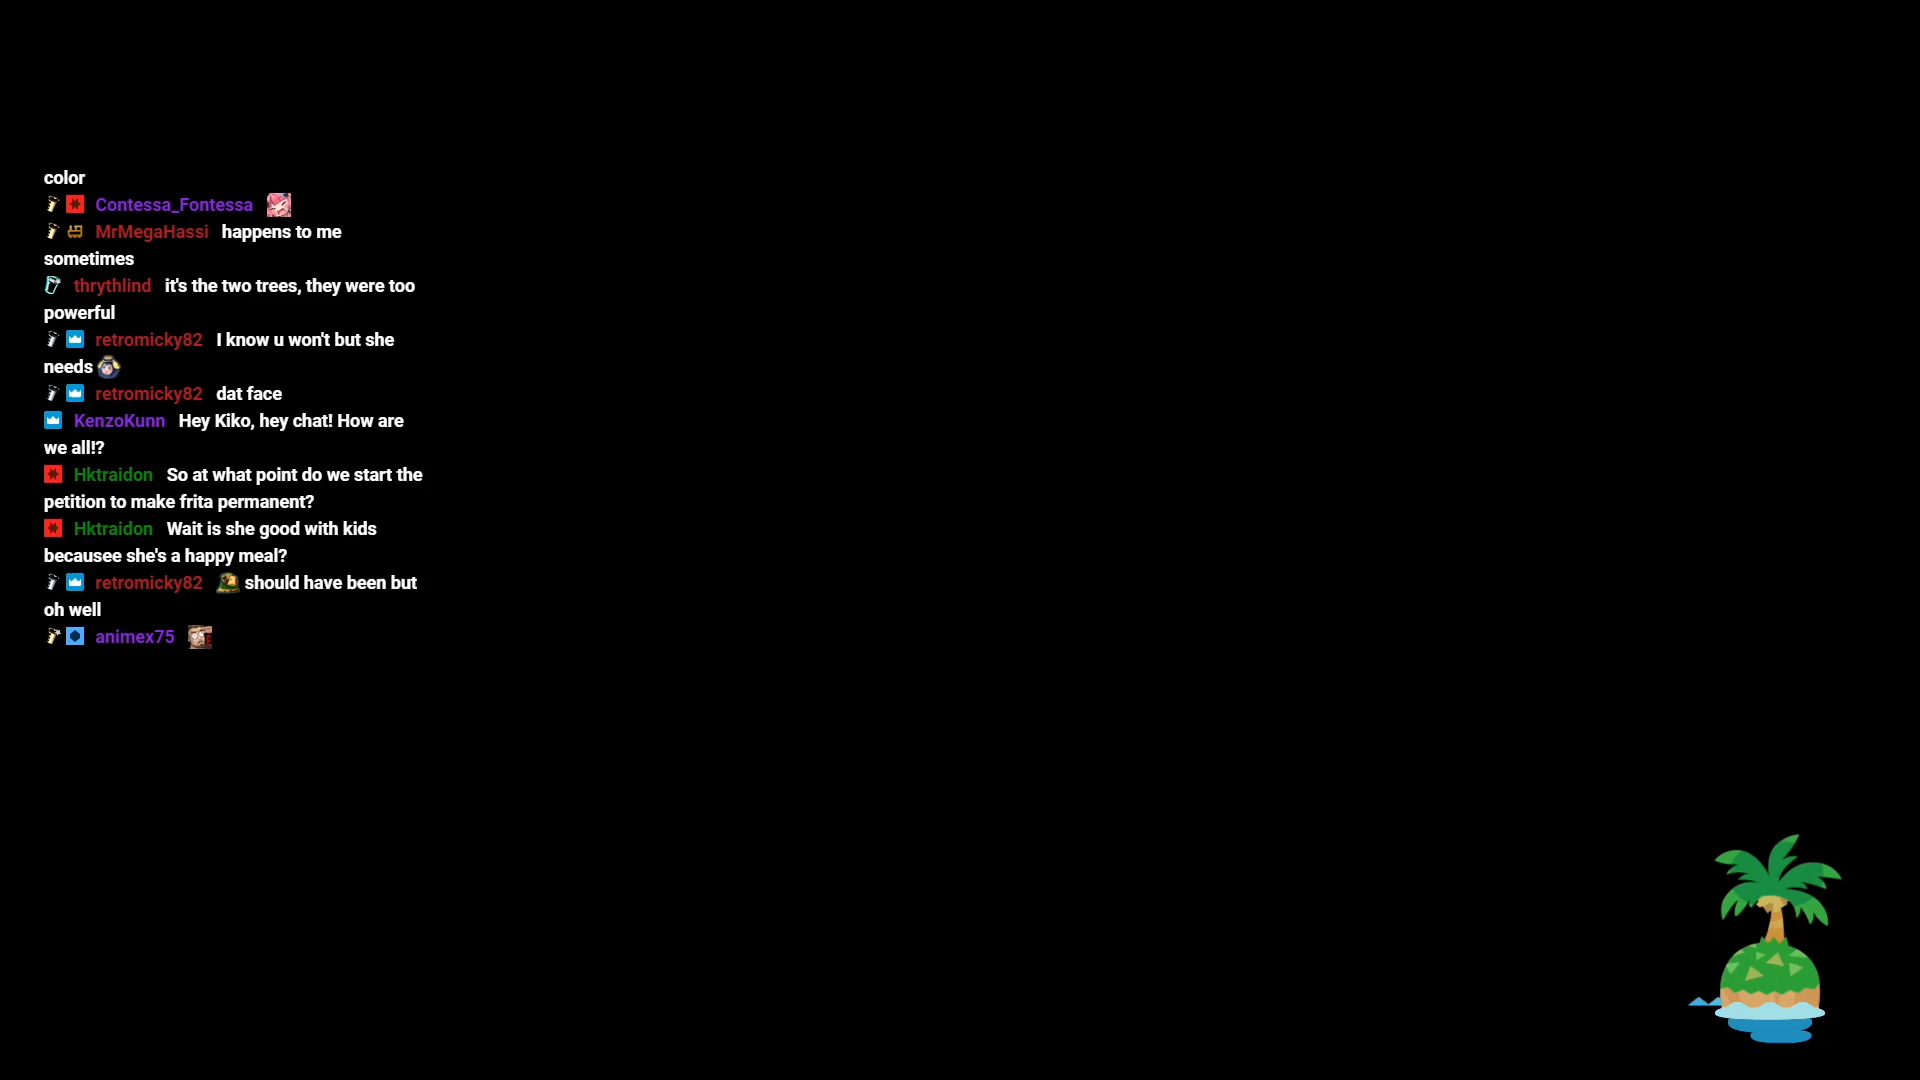 color
Contessa_Fontessa
MrMegaHassi happens to me
sometimes
thrythlind it's the two trees, they were too
powerful
retromicky82 I know u won't but she
needs
retromicky82 dat face
KenzoKunn Hey Kiko, hey chat! How are
we all!?
Hktraidon So at what point do we start the
petition to make frita permanent?
Hktraidon Wait is she good with kids
becausee she's a happy meal?
retromicky82 should have been but
oh well
animex75